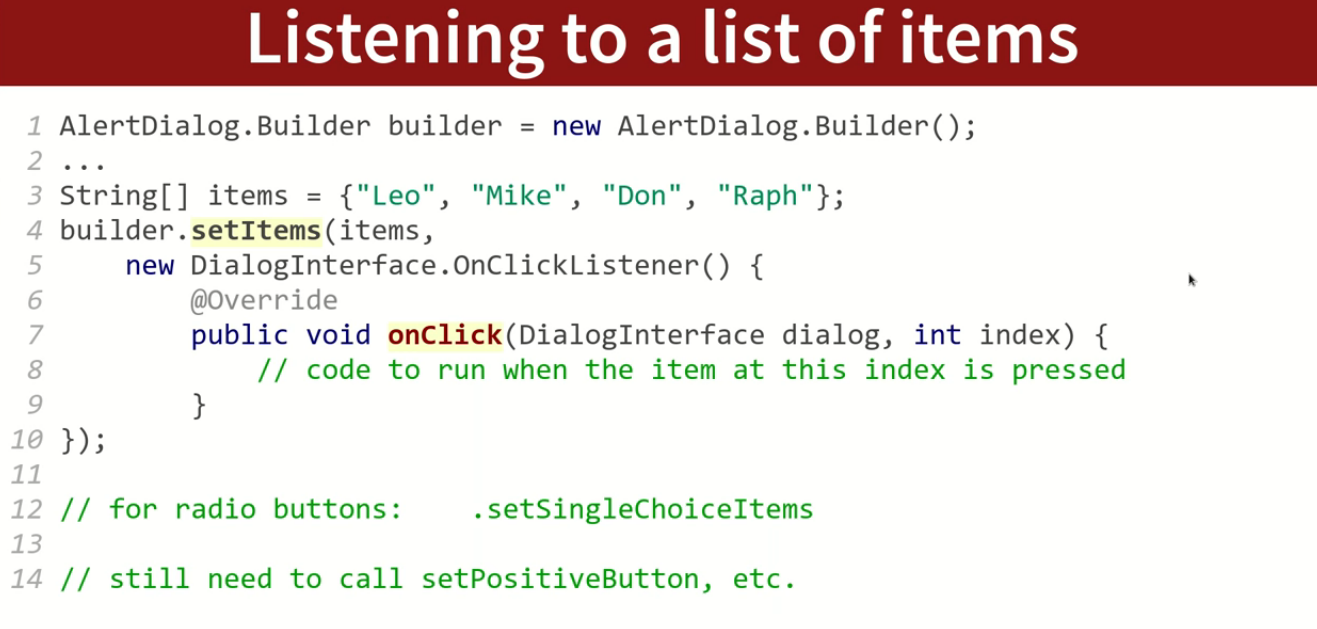 Listening to a list of items
1 AlertDialog.Builder builder = new AlertDialog.Builder();
2 ...
3 String[] items = {"Leo", "Mike", "Don", "Raph"};
4 builder.setItems(items,
5     new DialogInterface.OnClickListener() {
6         @Override
7         public void onClick(DialogInterface dialog, int index) {
8             // code to run when the item at this index is pressed
9         }
10 });
11
12 // for radio buttons:    .setSingleChoiceItems
13
14 // still need to call setPositiveButton, etc.